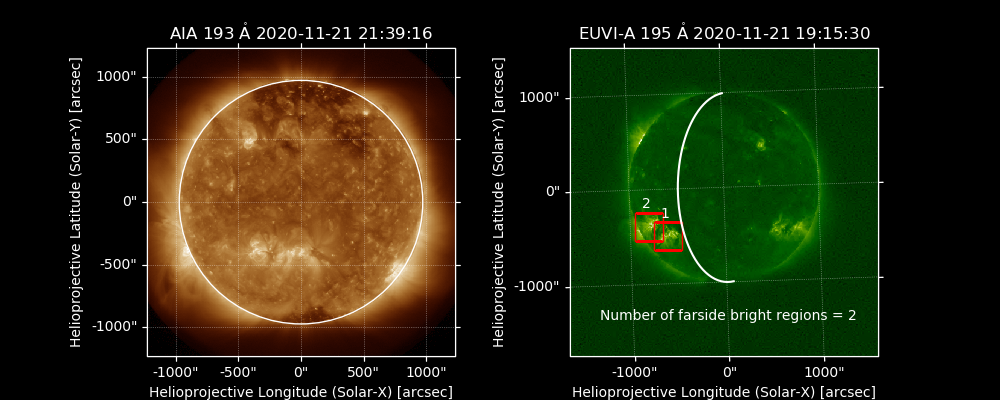 AIA 193 Å 2020-11-21 21:39:16
1000"
500"
0"
-500"
-1000"
-1000"
-500"
0"
500"
1000"
Helioprojective Longitude (Solar-X) [arcsec]
Helioprojective Latitude (Solar-Y) [arcsec]
EUVI-A 195 Å 2020-11-21 19:15:30
1000"
0"
-1000"
2
1
Number of farside bright regions = 2
-1000"
0"
1000"
Helioprojective Longitude (Solar-X) [arcsec]
Helioprojective Latitude (Solar-Y) [arcsec]